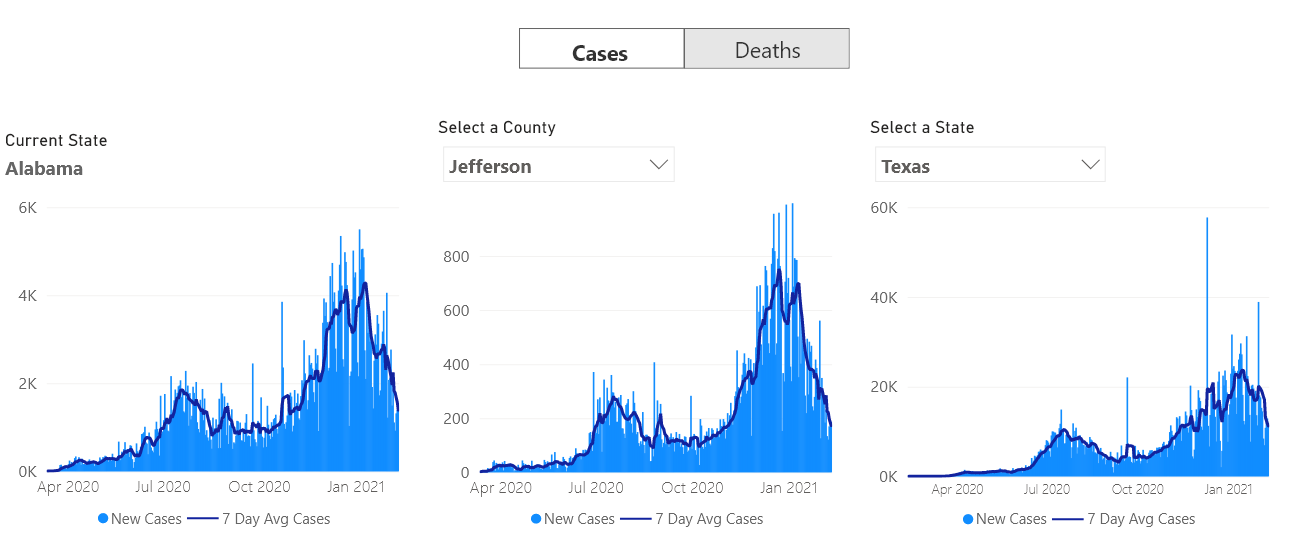 Cases Deaths
Current State
Alabama
6K
4K
2K
0K
Apr 2020 Jul 2020 Oct 2020 Jan 2021
New Cases 7 Day Avg Cases
Select a County
Jefferson
800
600
400
200
0
Apr 2020 Jul 2020 Oct 2020 Jan 2021
New Cases 7 Day Avg Cases
Select a State
Texas
60K
40K
20K
0K
Apr 2020 Jul 2020 Oct 2020 Jan 2021
New Cases 7 Day Avg Cases